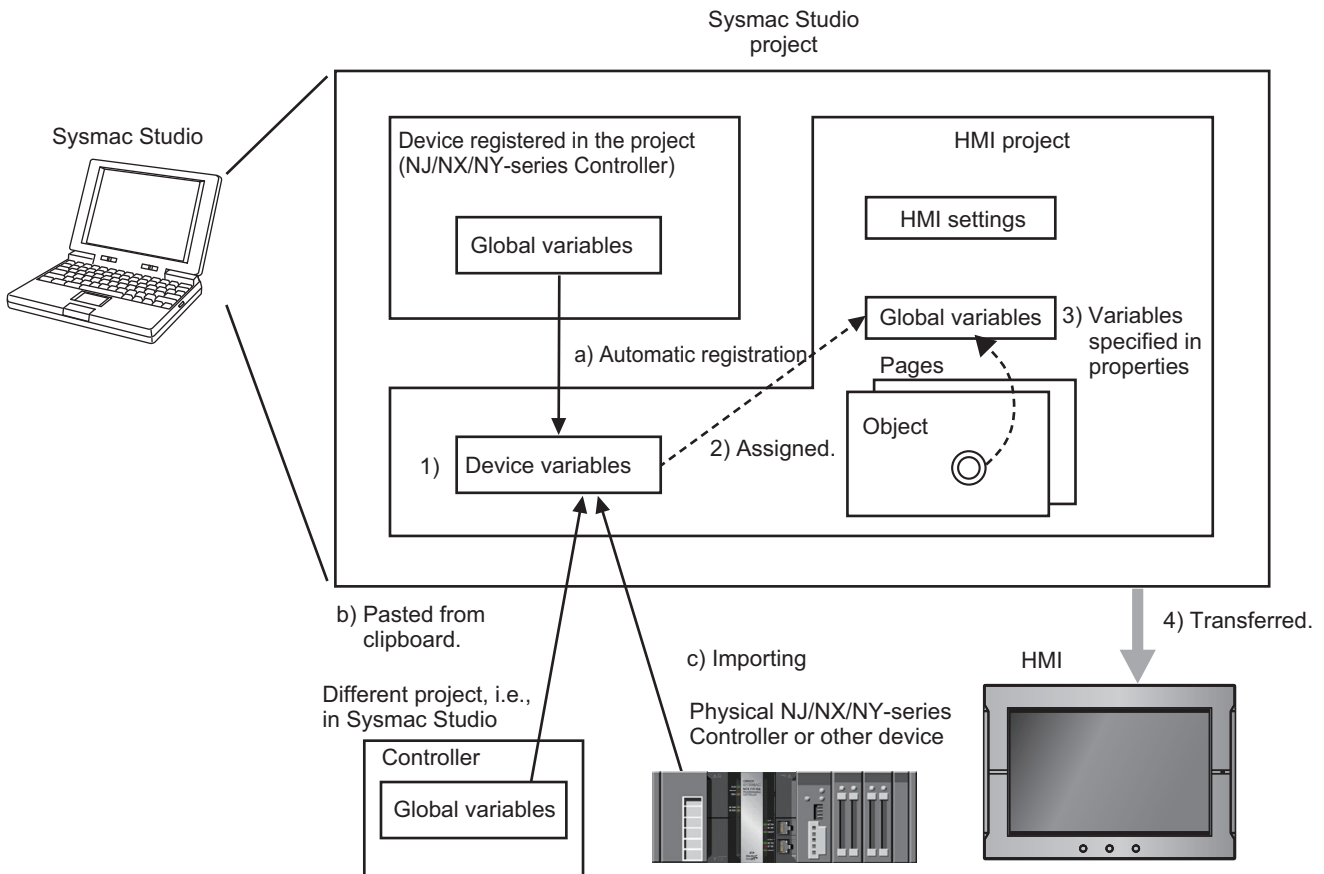 Sysmac Studio
project
Sysmac Studio
Device registered in the project
(NJ/NX/NY-series Controller)
Global variables
HMI project
HMI settings
Global variables
3) Variables
specified in
properties
a) Automatic registration
Pages
Object
1)
Device variables
2) Assigned.
b) Pasted from
clipboard.
4) Transferred.
c) Importing
HMI
Different project, i.e.,
in Sysmac Studio
Physical NJ/NX/NY-series
Controller or other device
Controller
Global variables